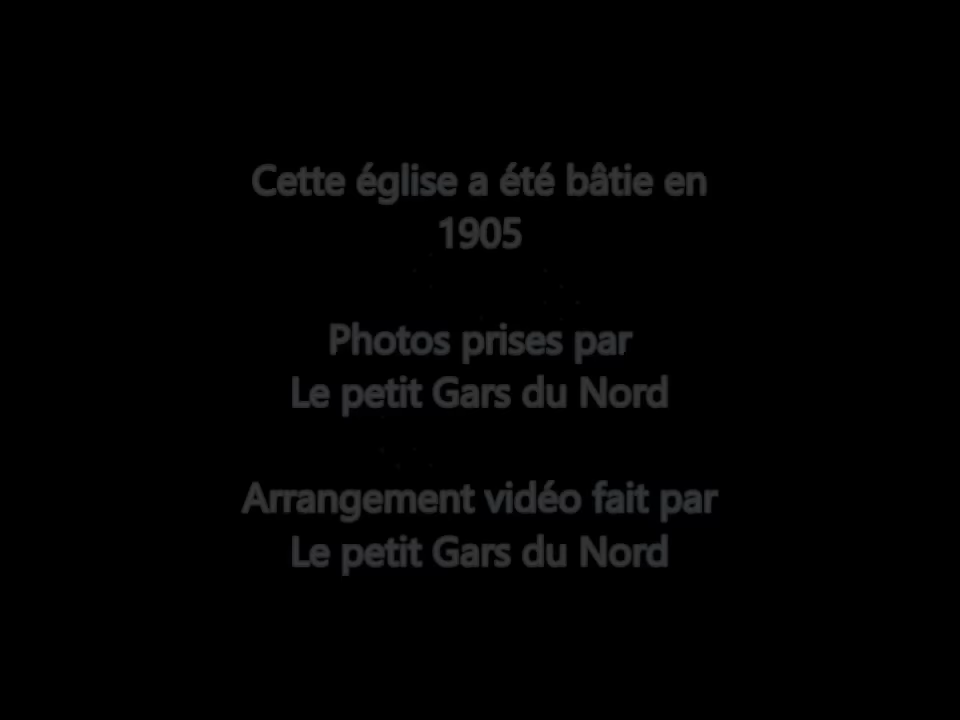 Cette église a été bâtie en
1905
Photos prises par
Le petit Gars du Nord
Arrangement vidéo fait par
Le petit Gars du Nord